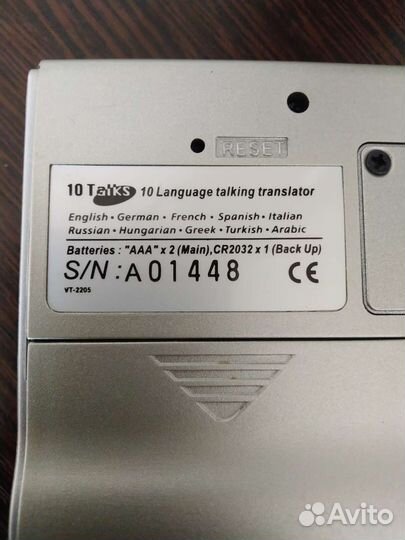 RESET
10 Talks 10 Language talking translator
English • German • French • Spanish • Italian
Russian • Hungarian • Greek • Turkish • Arabic
Batteries : "AAA" x 2 (Main),CR2032 x 1 (Back Up)
S/N : A01448 CE
VT-2205
Avito